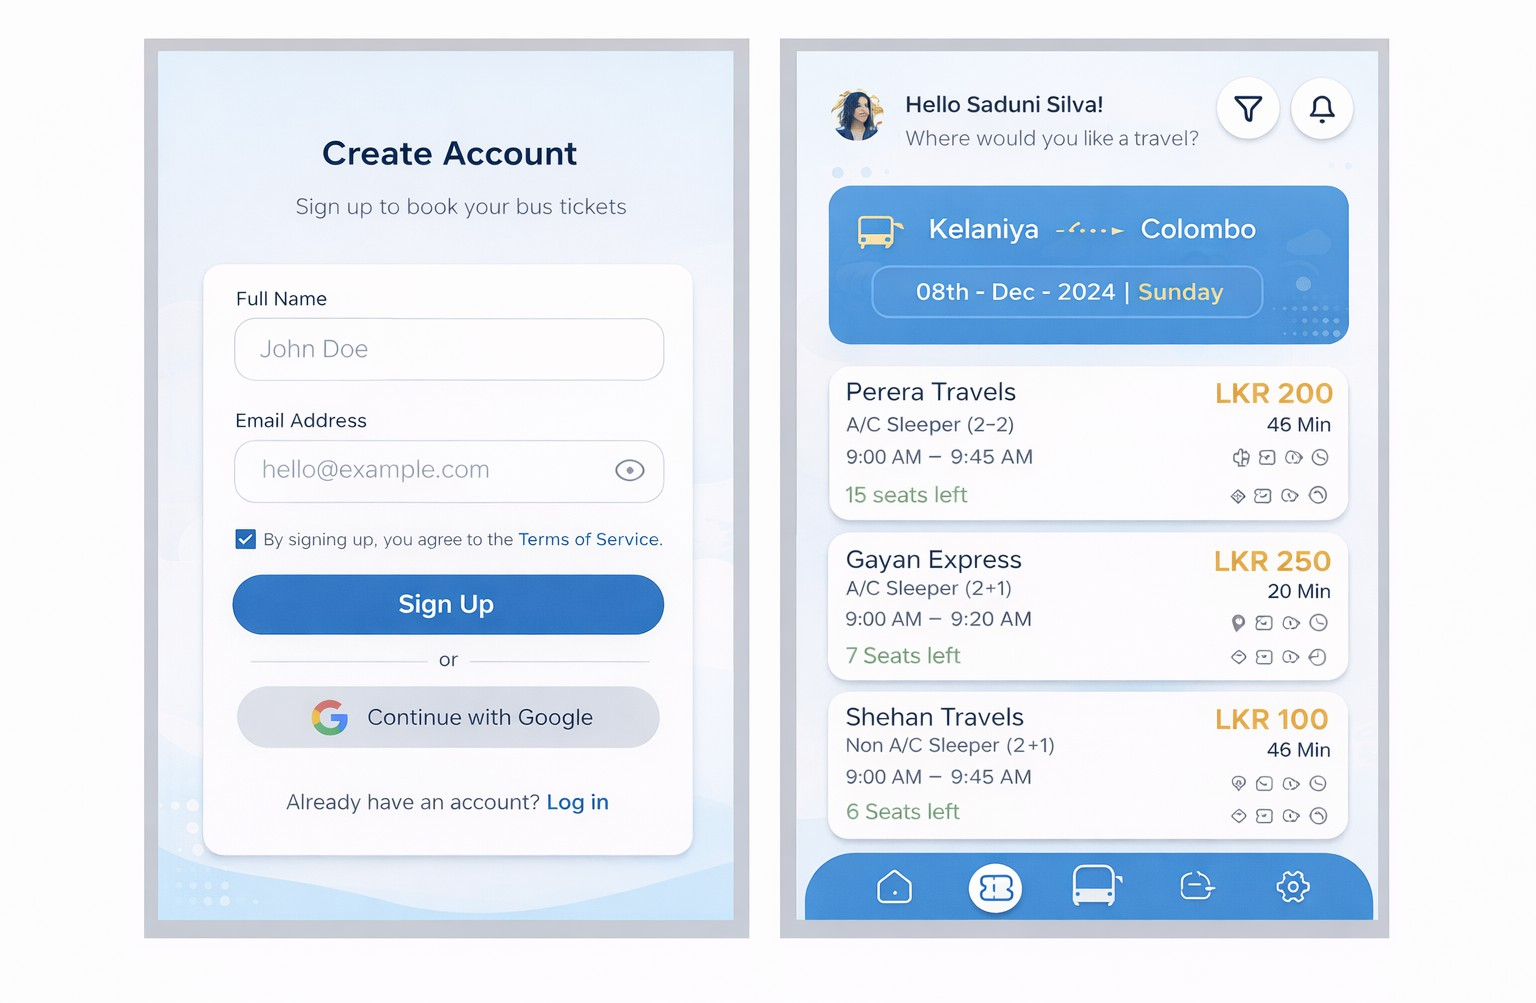 Create Account
Sign up to book your bus tickets
Full Name
John Doe
Email Address
hello@example.com
By signing up, you agree to the Terms of Service.
Sign Up
or
Continue with Google
Already have an account? Log in
Hello Saduni Silva!
Where would you like a travel?
Kelaniya Colombo
08th - Dec - 2024 | Sunday
Perera Travels LKR 200
A/C Sleeper (2-2) 46 Min
9:00 AM – 9:45 AM
15 seats left
Gayan Express LKR 250
A/C Sleeper (2+1) 20 Min
9:00 AM – 9:20 AM
7 Seats left
Shehan Travels LKR 100
Non A/C Sleeper (2+1) 46 Min
9:00 AM – 9:45 AM
6 Seats left